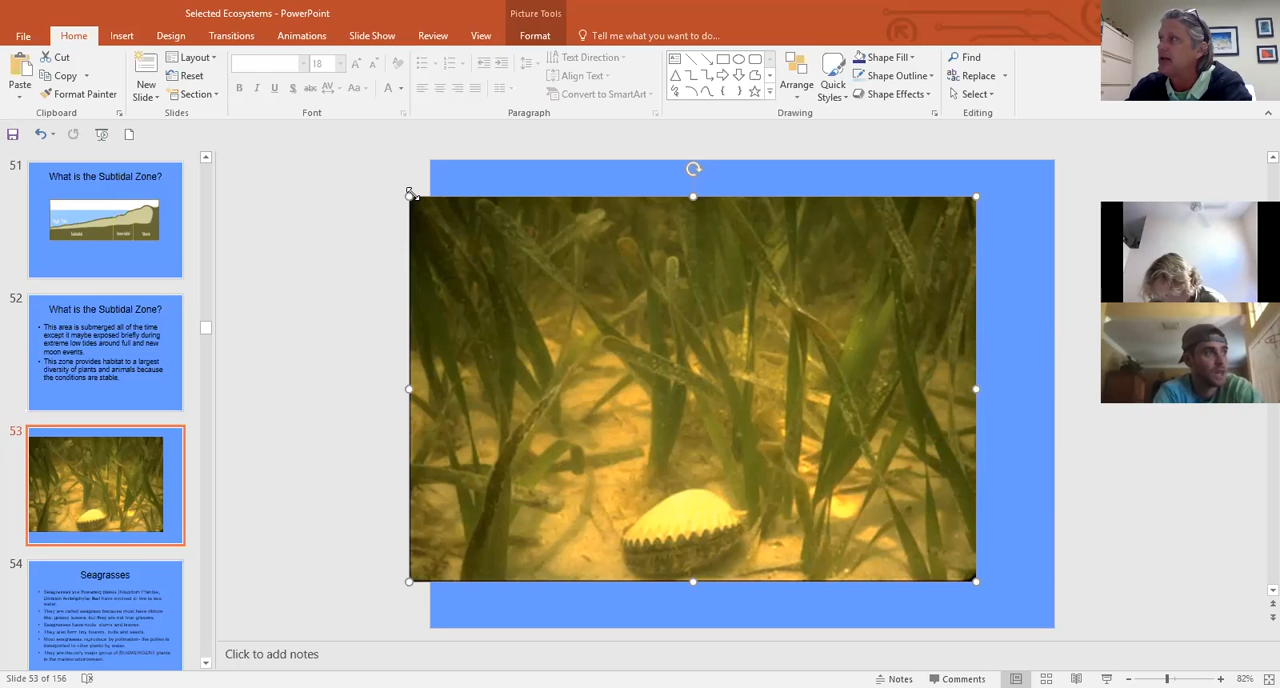 Selected Ecosystems - PowerPoint
Picture Tools
File
Home
Insert
Design
Transitions
Animations
Slide Show
Review
View
Format
Tell me what you want to do...
Paste
Cut
Copy
Format Painter
Clipboard
New
Slide
Layout
Reset
Section
Slides
18
B I U S abc AV Aa A
Font
Text Direction
Align Text
Convert to SmartArt
Paragraph
Arrange
Quick
Styles
Shape Fill
Shape Outline
Shape Effects
Drawing
Find
Replace
Select
Editing
51
What is the Subtidal Zone?
52
What is the Subtidal Zone?
• This area is submerged all of the time
except it maybe exposed briefly during
extreme low tides around full and new
moon events.
• This zone provides habitat to a largest
diversity of plants and animals because
the conditions are stable.
53
54
Seagrasses
Click to add notes
Slide 53 of 156
Notes
Comments
82%